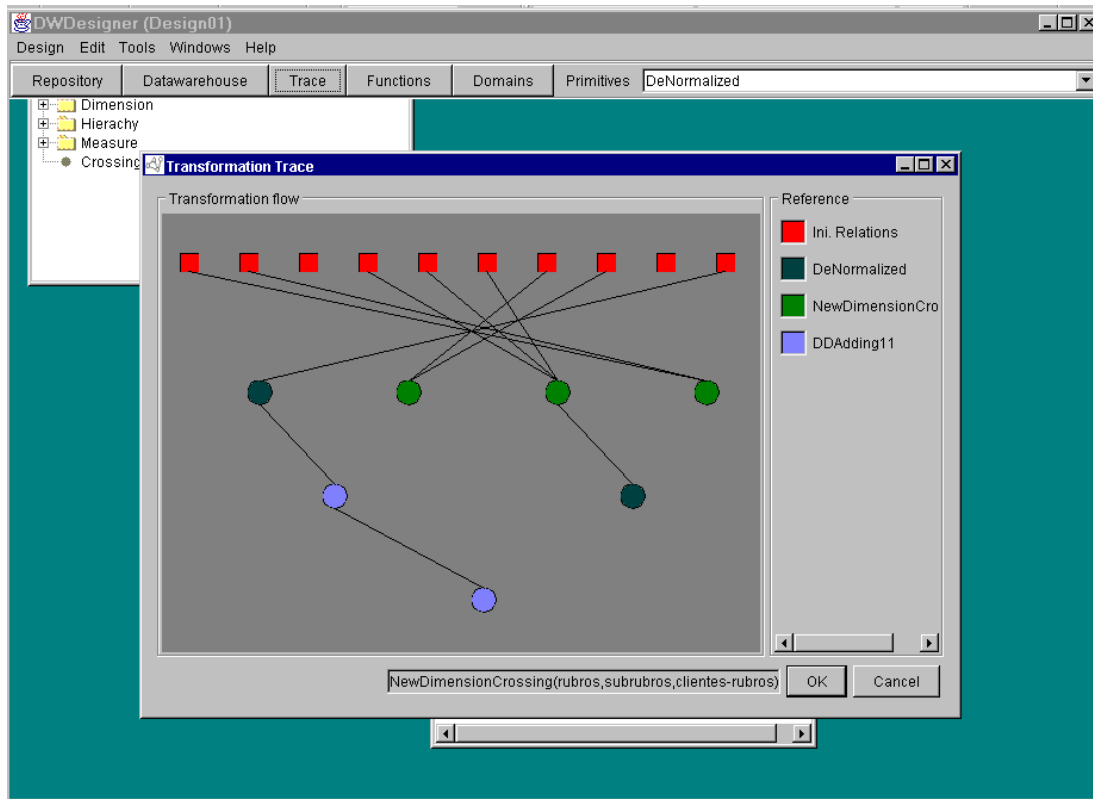 DWDesigner (Design01)
Design Edit Tools Windows Help
Repository Datawarehouse Trace Functions Domains Primitives DeNormalized
Dimension
Hierachy
Measure
Crossing
Transformation Trace
Transformation flow
Reference
Ini. Relations
DeNormalized
NewDimensionCro
DDAdding11
NewDimensionCrossing(rubros,subrubros,clientes-rubros) OK Cancel